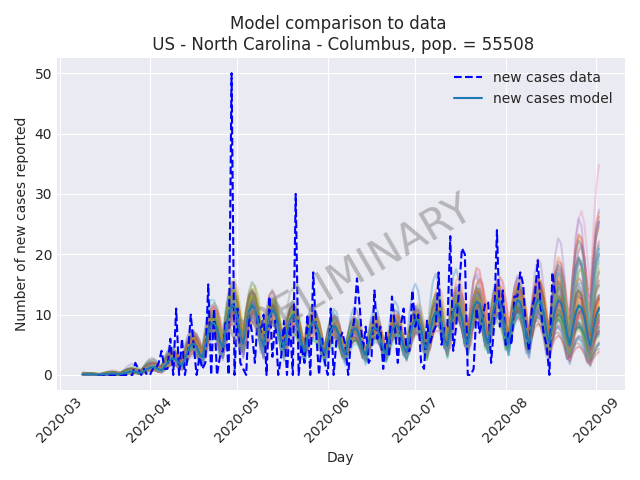 Model comparison to data
US - North Carolina - Columbus, pop. = 55508
new cases data
new cases model
Number of new cases reported
50
40
30
20
10
0
2020-03
2020-04
2020-05
2020-06
2020-07
2020-08
2020-09
Day